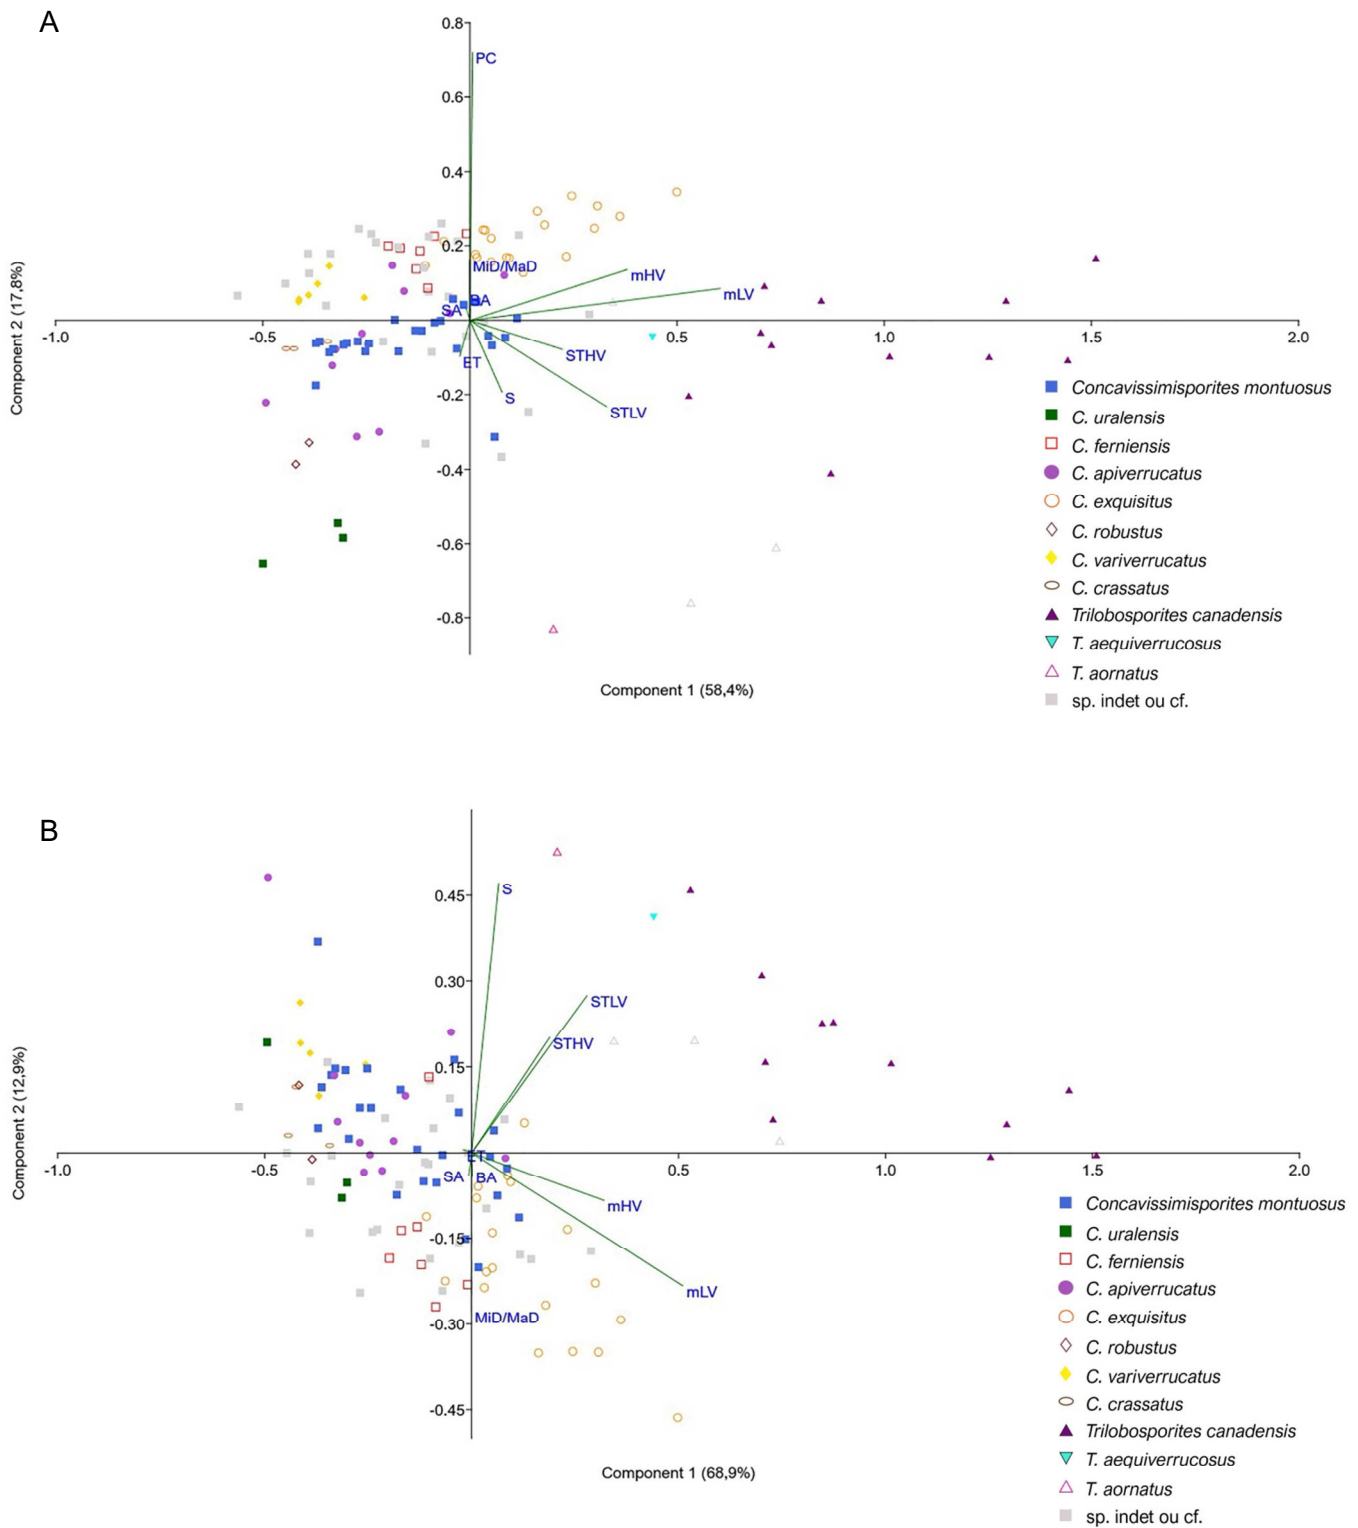 A
0.8
PC
0.6
0.4
0.2
MiD/MaD
mHV
mLV
BA
SA
-1.0
-0.5
0.5
1.0
1.5
2.0
STHV
ET
-0.2
S
STLV
-0.4
-0.6
-0.8
Component 2 (17,8%)
Component 1 (58,4%)
Concavissimisporites montuosus
C. uralensis
C. ferniensis
C. apiverrucatus
C. exquisitus
C. robustus
C. variverrucatus
C. crassatus
Trilobosporites canadensis
T. aequiverrucosus
T. aornatus
sp. indet ou cf.
B
S
0.45
0.30
STLV
STHV
0.15
ET
-1.0
-0.5
0.5
1.0
1.5
2.0
SA
BA
mHV
-0.15
mLV
MiD/MaD
-0.30
-0.45
Component 2 (12,9%)
Component 1 (68,9%)
Concavissimisporites montuosus
C. uralensis
C. ferniensis
C. apiverrucatus
C. exquisitus
C. robustus
C. variverrucatus
C. crassatus
Trilobosporites canadensis
T. aequiverrucosus
T. aornatus
sp. indet ou cf.